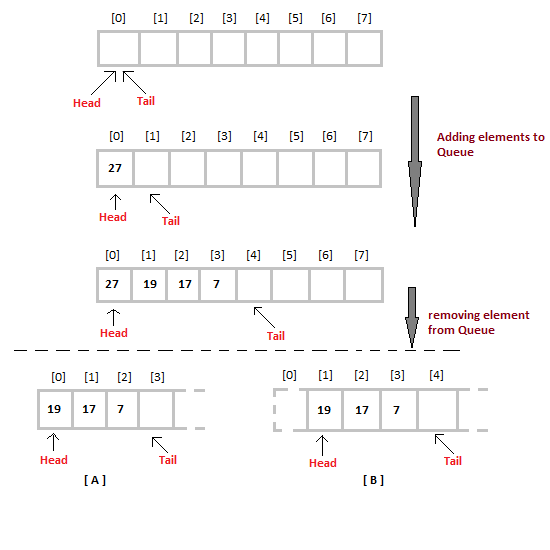 [0] [1] [2] [3] [4] [5] [6] [7]
Head Tail
Adding elements to
Queue
[0] [1] [2] [3] [4] [5] [6] [7]
27
Head Tail
[0] [1] [2] [3] [4] [5] [6] [7]
27 19 17 7
Head Tail
removing element
from Queue
[0] [1] [2] [3]
19 17 7
Head Tail
[ A ]
[0] [1] [2] [3] [4]
19 17 7
Head Tail
[ B ]